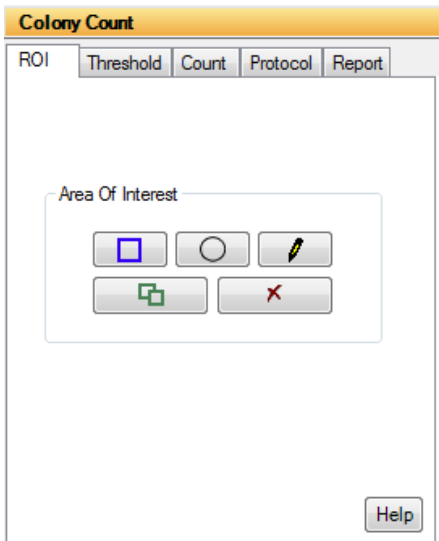 Colony Count
ROI Threshold Count Protocol Report
Area Of Interest
Help